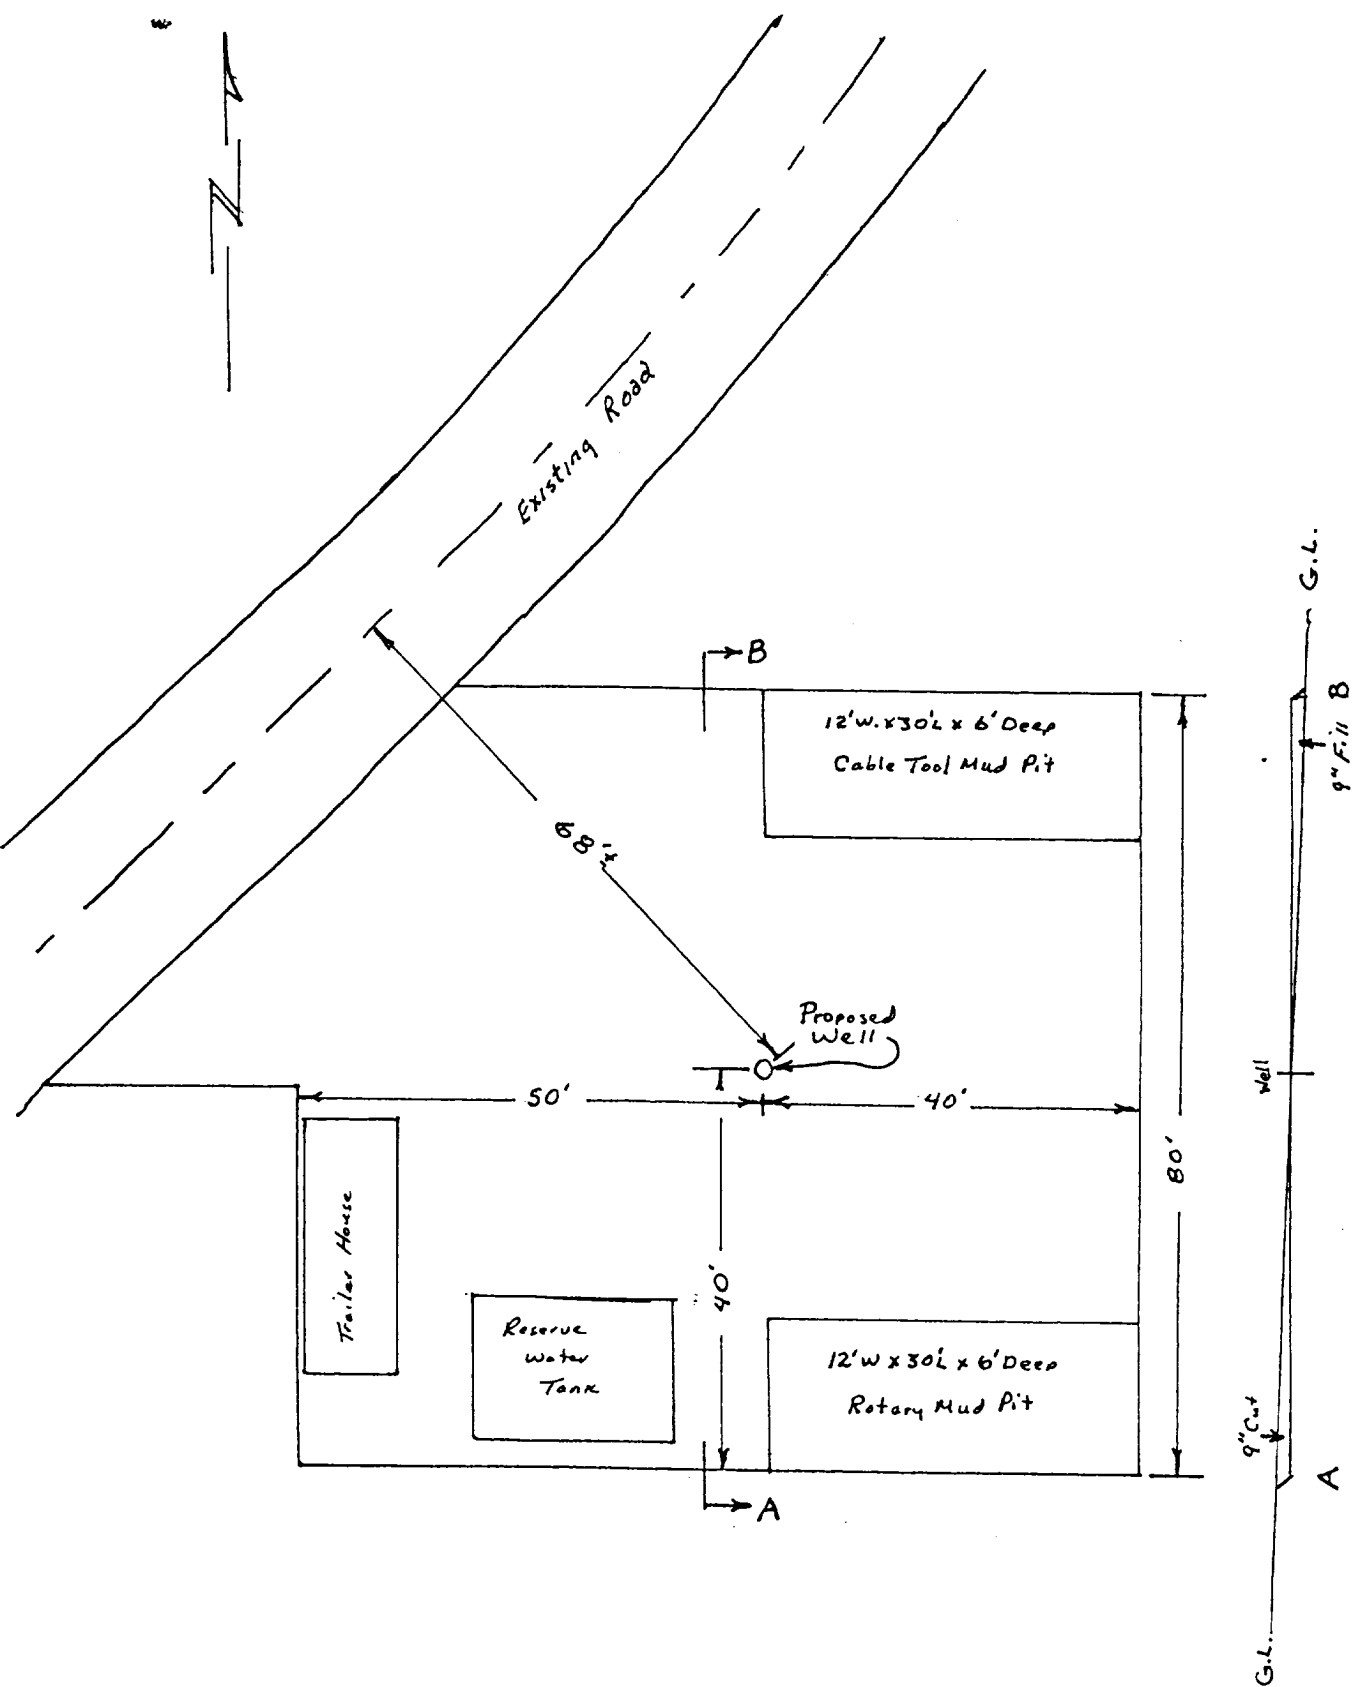 N
Existing Road
B
12'W. x 30'L x 6' Deep
Cable Tool Mud Pit
68'±
Proposed
Well
50'
40'
80'
40'
Trailer House
Reserve
Water
Tank
12'W x 30'L x 6' Deep
Rotary Mud Pit
A
G.L.
B
9" Fill
Well
9" Cut
A
G.L.